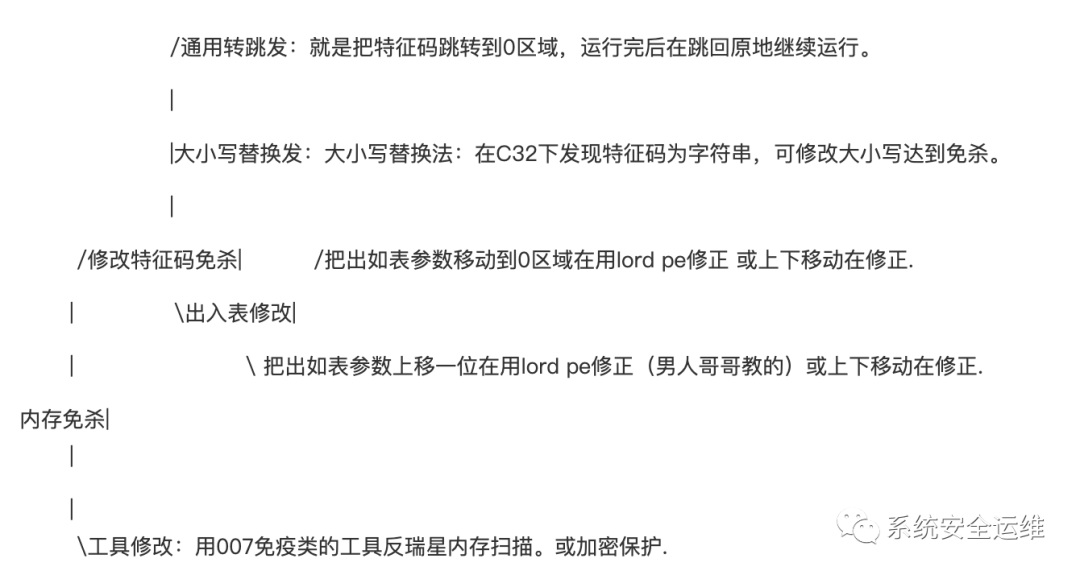 /通用转跳发：就是把特征码跳转到0区域，运行完后在跳回原地继续运行。
|
|大小写替换发：大小写替换法：在C32下发现特征码为字符串，可修改大小写达到免杀。
|
/修改特征码免杀| /把出如表参数移动到0区域在用lord pe修正 或上下移动在修正.
| \出入表修改|
| \ 把出如表参数上移一位在用lord pe修正（男人哥哥教的）或上下移动在修正.
内存免杀|
|
|
\工具修改：用007免疫类的工具反瑞星内存扫描。或加密保护.
系统安全运维